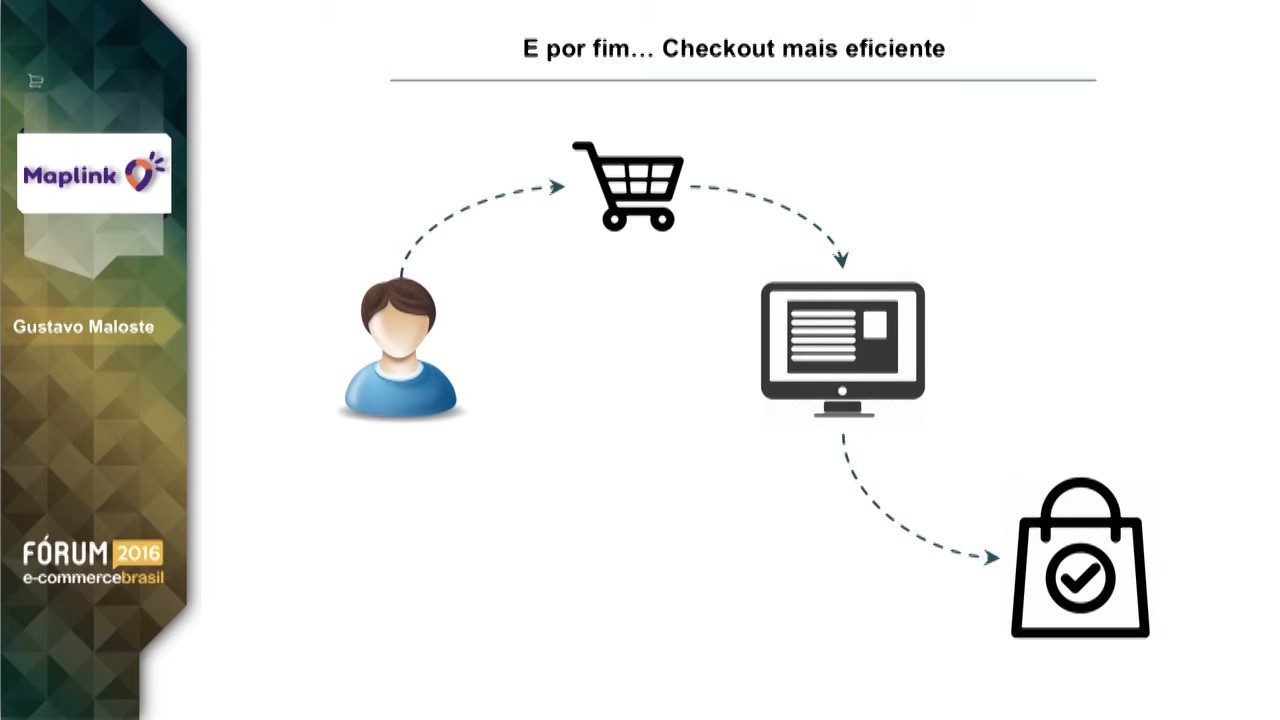 E por fim... Checkout mais eficiente
Maplink
Gustavo Maloste
FÓRUM 2016
e-commercebrasil